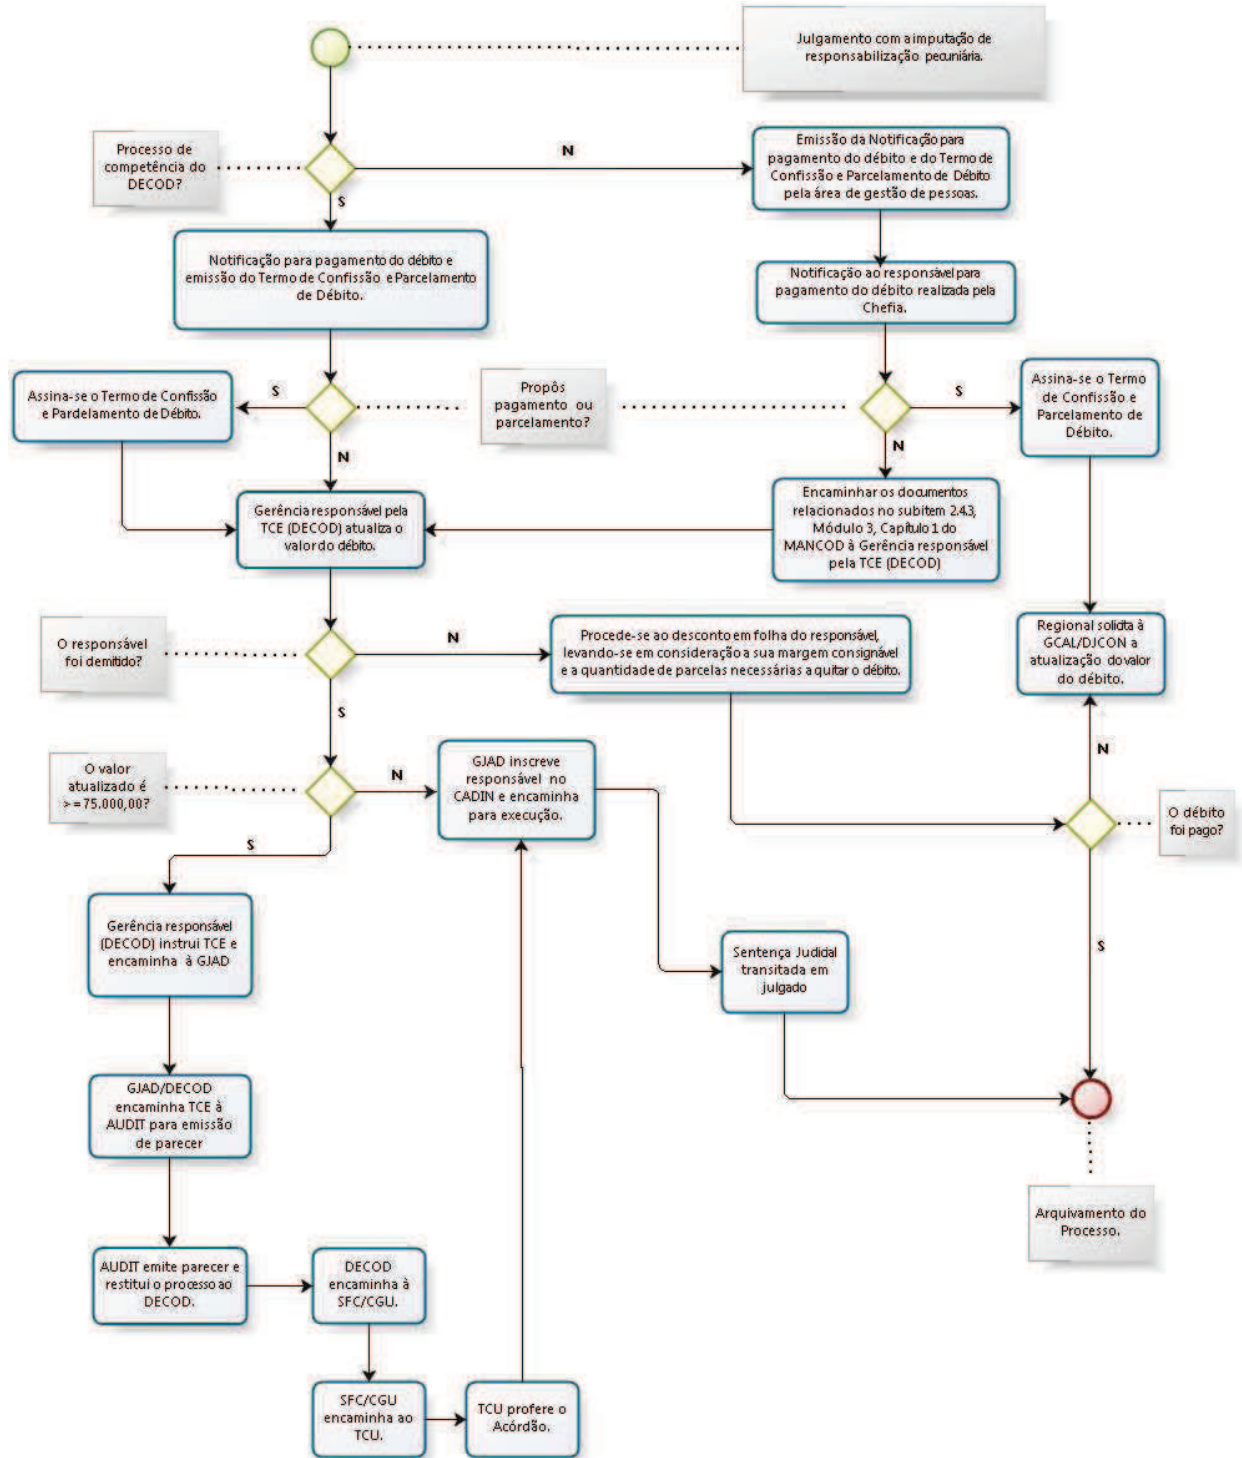 Julgamento com a imputação de
responsabilização pecuniária.
Processo de
competência do
DECOD?
N
Emissão da Notificação para
pagamento do débito e do Termo de
Confissão e Parcelamento de Débito
pela área de gestão de pessoas.
S
Notificação para pagamento do débito e
emissão do Termo de Confissão e Parcelamento
de Débito.
Notificação ao responsável para
pagamento do débito realizada pela
Chefia.
Assina-se o Termo de Confissão
e Pardelamento de Débito.
S
Propôs
pagamento ou
parcelamento?
S
Assina-se o Termo
de Confissão e
Parcelamento de
Débito.
N
N
Gerência responsável pela
TCE (DECOD) atualiza o
valor do débito.
Encaminhar os documentos
relacionados no subitem 2.4.3,
Módulo 3, Capítulo 1 do
MANCOD à Gerência responsável
pela TCE (DECOD)
O responsável
foi demitido?
N
Procede-se ao desconto em folha do responsável,
levando-se em consideração a sua margem consignável
e a quantidade de parcelas necessárias a quitar o débito.
Regional solicita à
GCAL/DJCON a
atualização do valor
do débito.
S
N
O valor
atualizado é
>=75.000,00?
N
GJAD inscreve
responsável no
CADIN e encaminha
para execução.
O débito
foi pago?
S
Gerência responsável
(DECOD) instrui TCE e
encaminha à GJAD
Sentença Judidal
transitada em
julgado
S
GJAD/DECOD
encaminha TCE à
AUDIT para emissão
de parecer
Arquivamento do
Processo.
AUDIT emite parecer e
restitui o processo ao
DECOD.
DECOD
encaminha à
SFC/CGU.
SFC/CGU
encaminha ao
TCU.
TCU profere o
Acórdão.